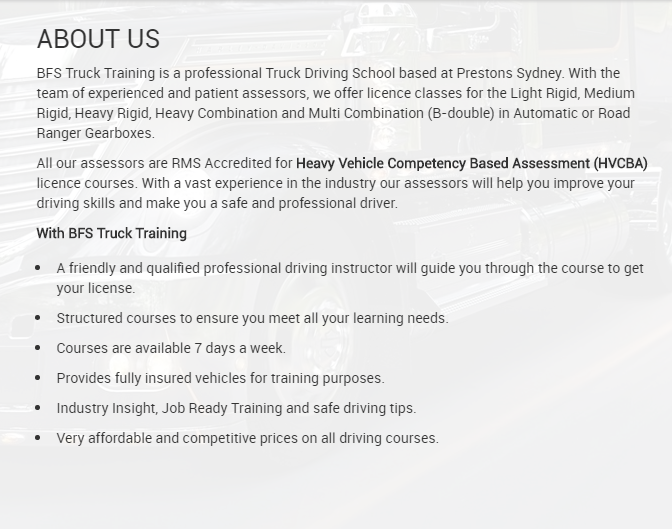 ABOUT US
BFS Truck Training is a professional Truck Driving School based at Prestons Sydney. With the
team of experienced and patient assessors, we offer licence classes for the Light Rigid, Medium
Rigid, Heavy Rigid, Heavy Combination and Multi Combination (B-double) in Automatic or Road
Ranger Gearboxes.
All our assessors are RMS Accredited for Heavy Vehicle Competency Based Assessment (HVCBA)
licence courses. With a vast experience in the industry our assessors will help you improve your
driving skills and make you a safe and professional driver.
With BFS Truck Training
• A friendly and qualified professional driving instructor will guide you through the course to get
your license.
• Structured courses to ensure you meet all your learning needs.
• Courses are available 7 days a week.
• Provides fully insured vehicles for training purposes.
• Industry Insight, Job Ready Training and safe driving tips.
• Very affordable and competitive prices on all driving courses.